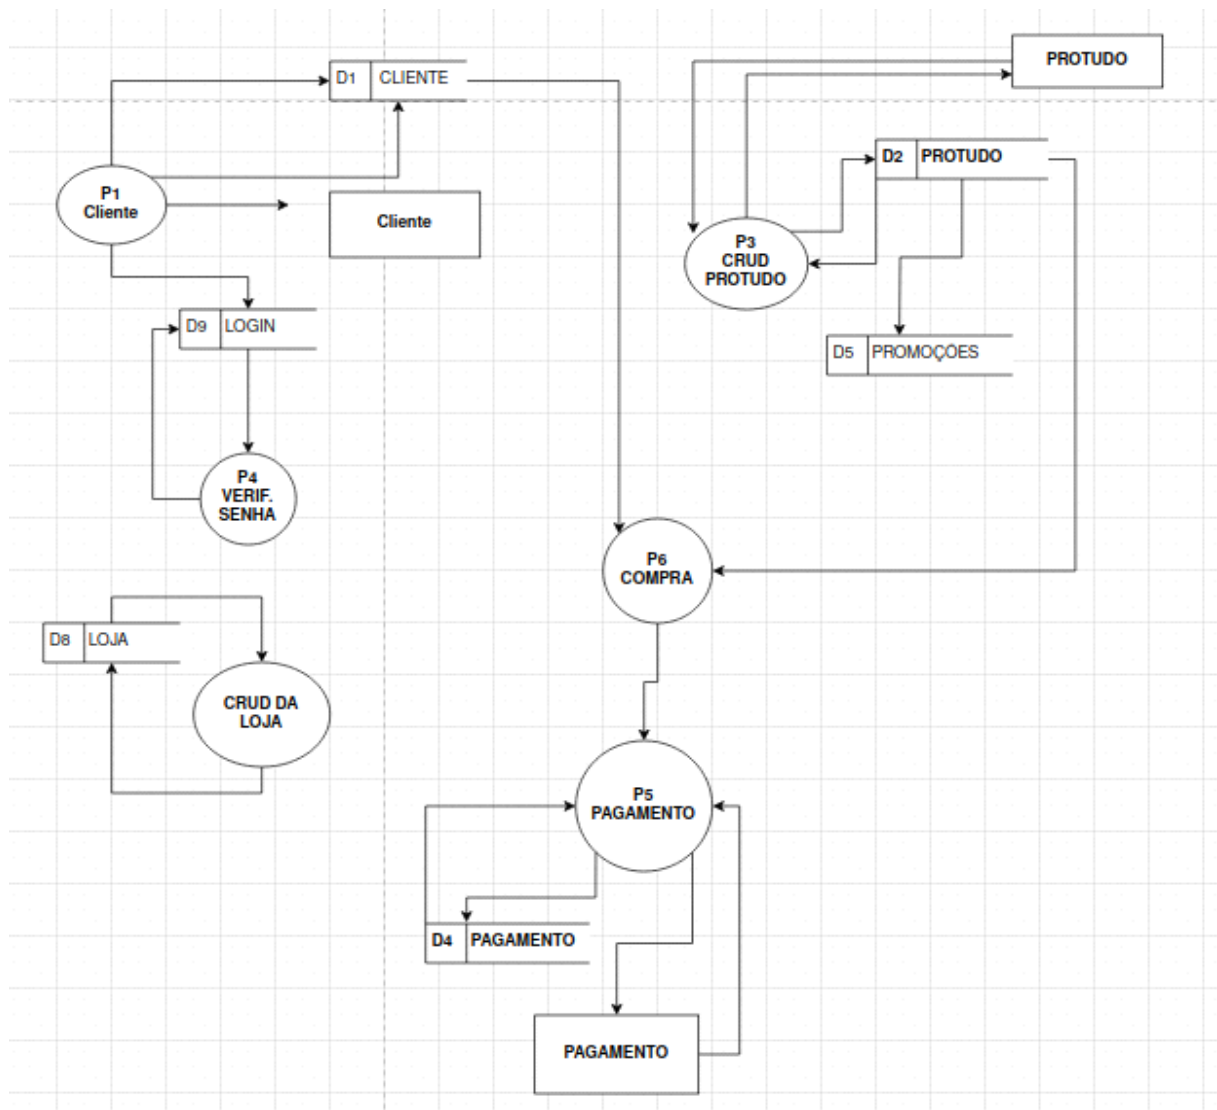 PROTUDO
D1 CLIENTE
D2 PROTUDO
P1
Cliente
Cliente
P3
CRUD
PROTUDO
D9 LOGIN
D5 PROMOÇÕES
P4
VERIF.
SENHA
P6
COMPRA
D8 LOJA
CRUD DA
LOJA
P5
PAGAMENTO
D4 PAGAMENTO
PAGAMENTO